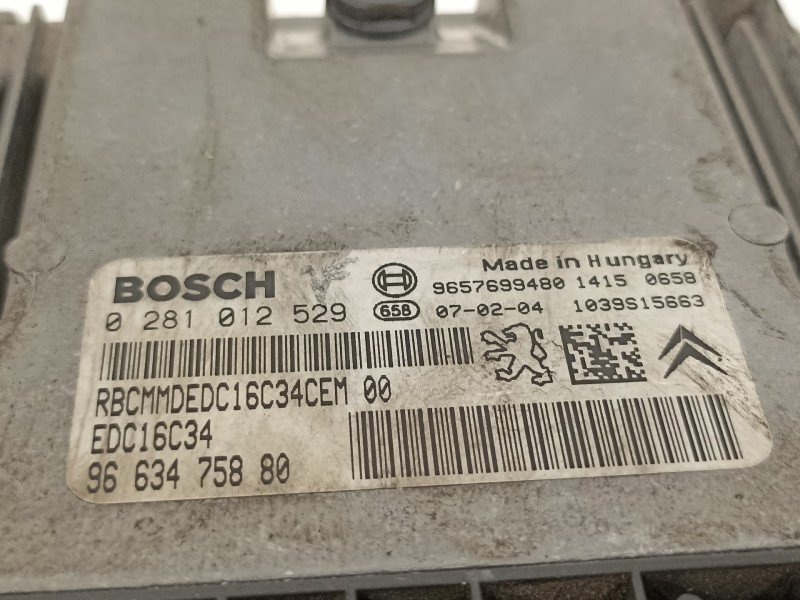 BOSCH
Made in Hungary
9657699480 1415 0658
0 281 012 529
658 07-02-04 1039S15663
RBCMMDEDC16C34CEM 00
EDC16C34
96 634 758 80